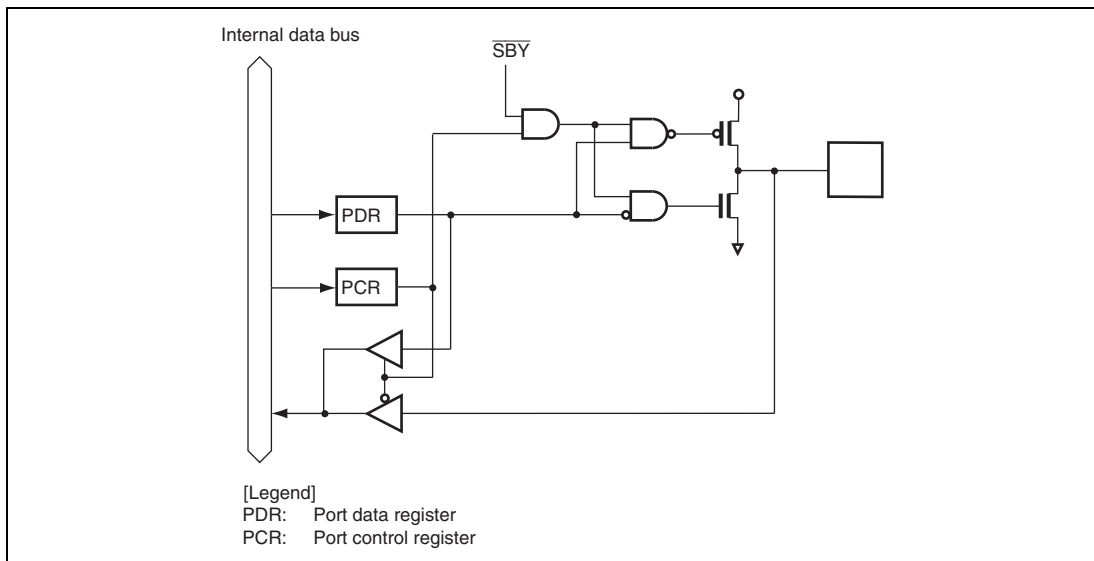 Internal data bus
SBY
PDR
PCR
[Legend]
PDR: Port data register
PCR: Port control register